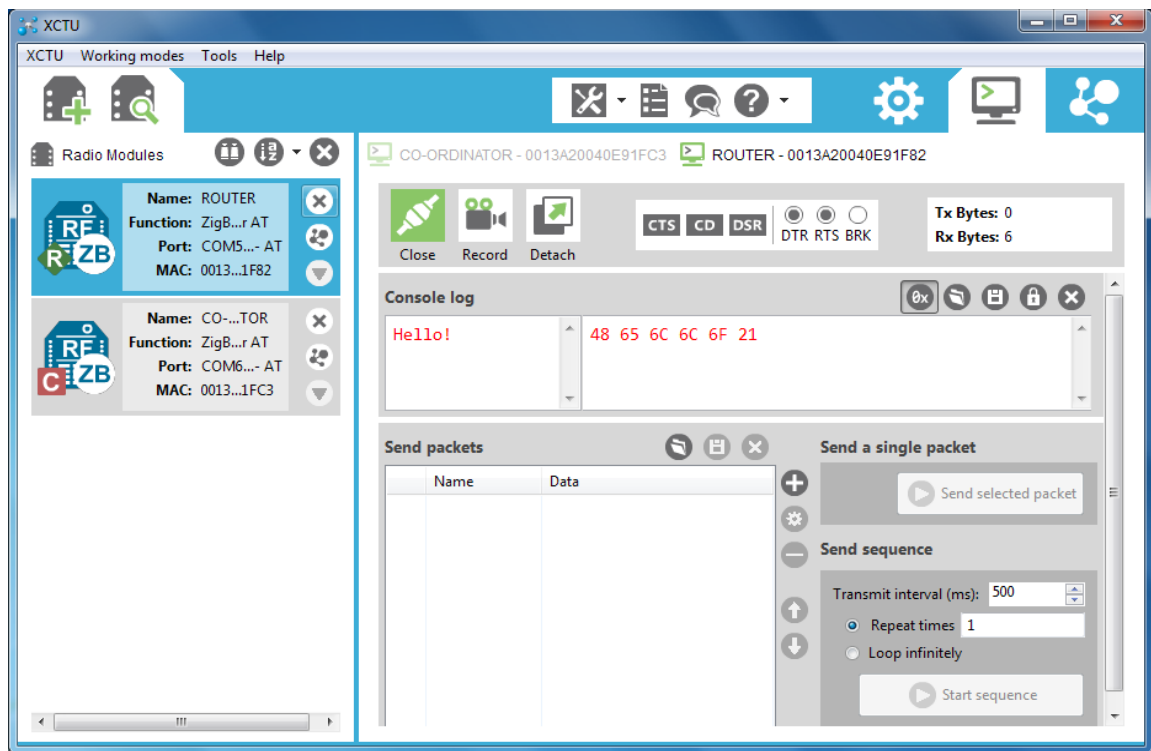 XCTU
XCTU Working modes Tools Help
Radio Modules
CO-ORDINATOR - 0013A20040E91FC3 ROUTER - 0013A20040E91F82
RF
ZB
R
Name: ROUTER
Function: ZigB...r AT
Port: COM5...- AT
MAC: 0013...1F82
RF
ZB
C
Name: CO-...TOR
Function: ZigB...r AT
Port: COM6...- AT
MAC: 0013...1FC3
Close Record Detach
CTS CD DSR DTR RTS BRK
Tx Bytes: 0
Rx Bytes: 6
Console log
0x
Hello! 48 65 6C 6C 6F 21
Send packets
Name Data
Send a single packet
Send selected packet
Send sequence
Transmit interval (ms): 500
Repeat times 1
Loop infinitely
Start sequence